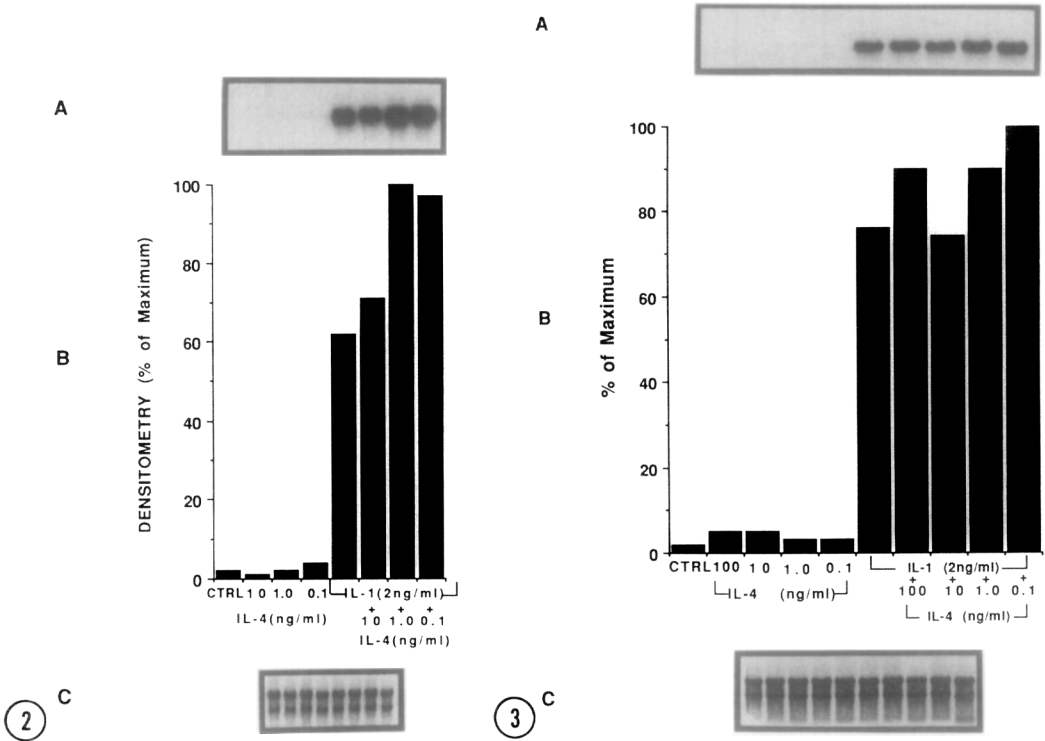 A
100
80
60
40
20
0
DENSITOMETRY (% of Maximum)
B
CTRL 10 1.0 0.1 IL-1(2ng/ml)
IL-4(ng/ml)
+ + +
10 1.0 0.1
IL-4(ng/ml)
C
2
A
100
80
60
40
20
0
% of Maximum
B
CTRL 100 10 1.0 0.1 IL-1 (2ng/ml)
IL-4 (ng/ml)
+ + + +
100 10 1.0 0.1
IL-4 (ng/ml)
C
3